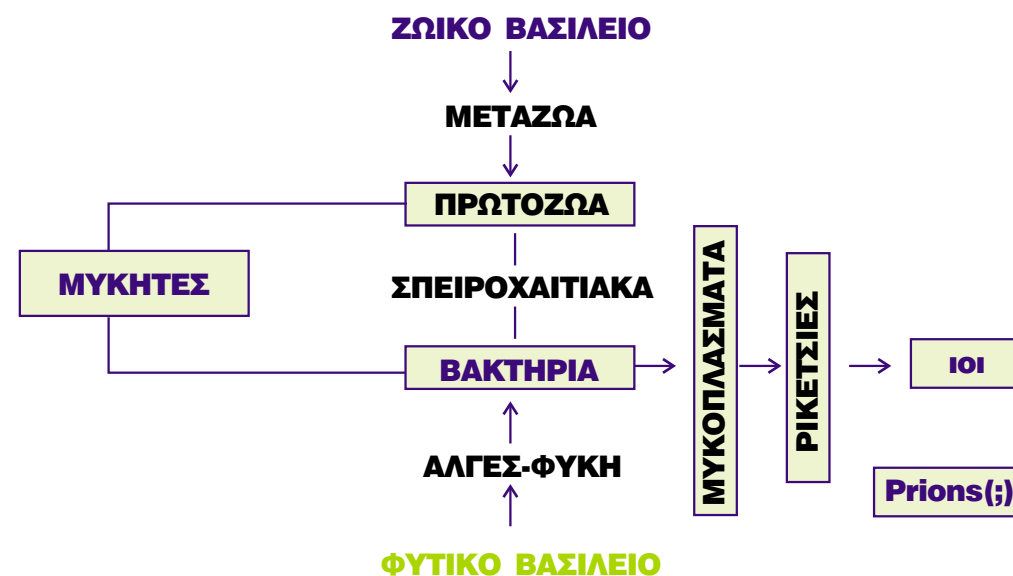 ΖΩΙΚΟ ΒΑΣΙΛΕΙΟ
ΜΕΤΑΖΩΑ
ΠΡΩΤΟΖΩΑ
ΜΥΚΗΤΕΣ
ΣΠΕΙΡΟΧΑΙΤΙΑΚΑ
ΒΑΚΤΗΡΙΑ
ΜΥΚΟΠΛΑΣΜΑΤΑ
ΡΙΚΕΤΣΙΕΣ
ΙΟΙ
ΑΛΓΕΣ-ΦΥΚΗ
Prions(;)
ΦΥΤΙΚΟ ΒΑΣΙΛΕΙΟ